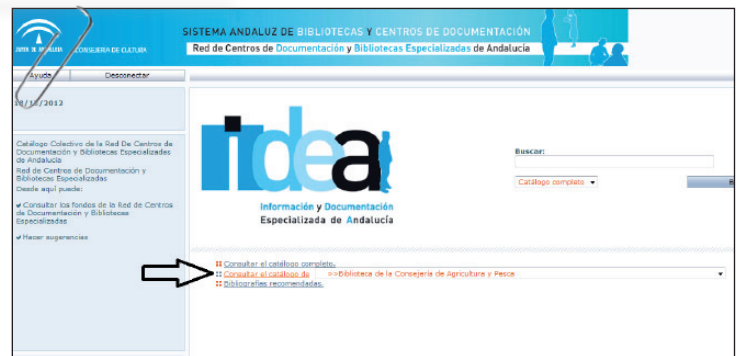 SISTEMA ANDALUZ DE BIBLIOTECAS Y CENTROS DE DOCUMENTACIÓN
Red de Centros de Documentación y Bibliotecas Especializadas de Andalucía
JUNTA DE ANDALUCIA CONSEJERÍA DE CULTURA
Ayuda Desconectar
/2012
Catálogo Colectivo de la Red De Centros de
Documentación y Bibliotecas Especializadas
de Andalucía
Red de Centros de Documentación y
Bibliotecas Especializadas
Desde aquí puede:
Consultar los fondos de la Red de Centros
de Documentación y Bibliotecas
Especializadas
Hacer sugerencias
idea
Información y Documentación
Especializada de Andalucía
Buscar:
Catálogo completo
B
Consultar el catálogo completo.
Consultar el catálogo de >>Biblioteca de la Consejería de Agricultura y Pesca
Bibliografías recomendadas.